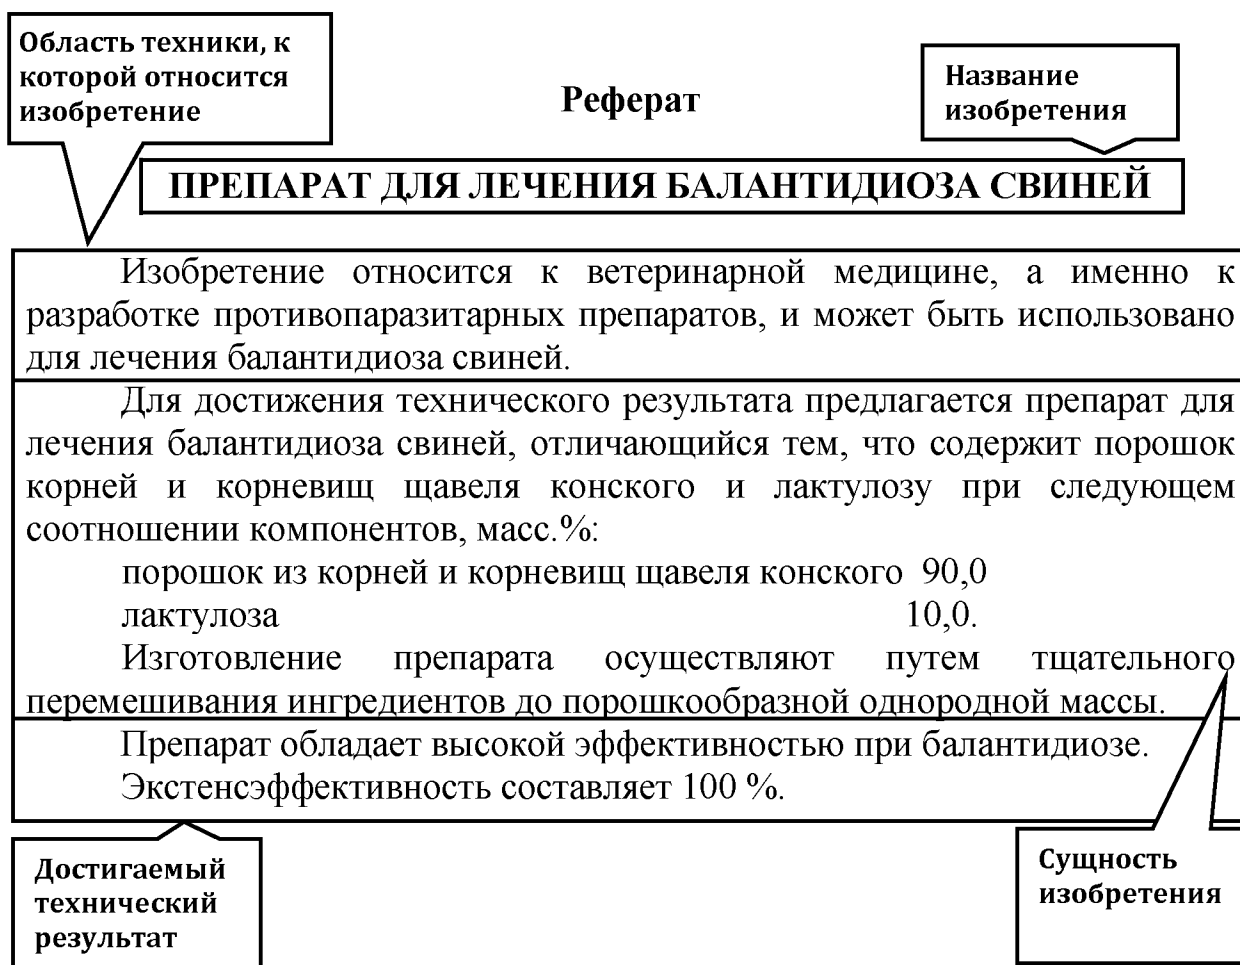 Область техники, к
которой относится
изобретение
Реферат
Название
изобретения
ПРЕПАРАТ ДЛЯ ЛЕЧЕНИЯ БАЛАНТИДИОЗА СВИНЕЙ
Изобретение относится к ветеринарной медицине, а именно к
разработке противопаразитарных препаратов, и может быть использовано
для лечения балантидиоза свиней.
Для достижения технического результата предлагается препарат для
лечения балантидиоза свиней, отличающийся тем, что содержит порошок
корней и корневищ щавеля конского и лактулозу при следующем
соотношении компонентов, масс.%:
порошок из корней и корневищ щавеля конского 90,0
лактулоза 10,0.
Изготовление препарата осуществляют путем тщательного
перемешивания ингредиентов до порошкообразной однородной массы.
Препарат обладает высокой эффективностью при балантидиозе.
Экстенсэффективность составляет 100 %.
Достигаемый
технический
результат
Сущность
изобретения